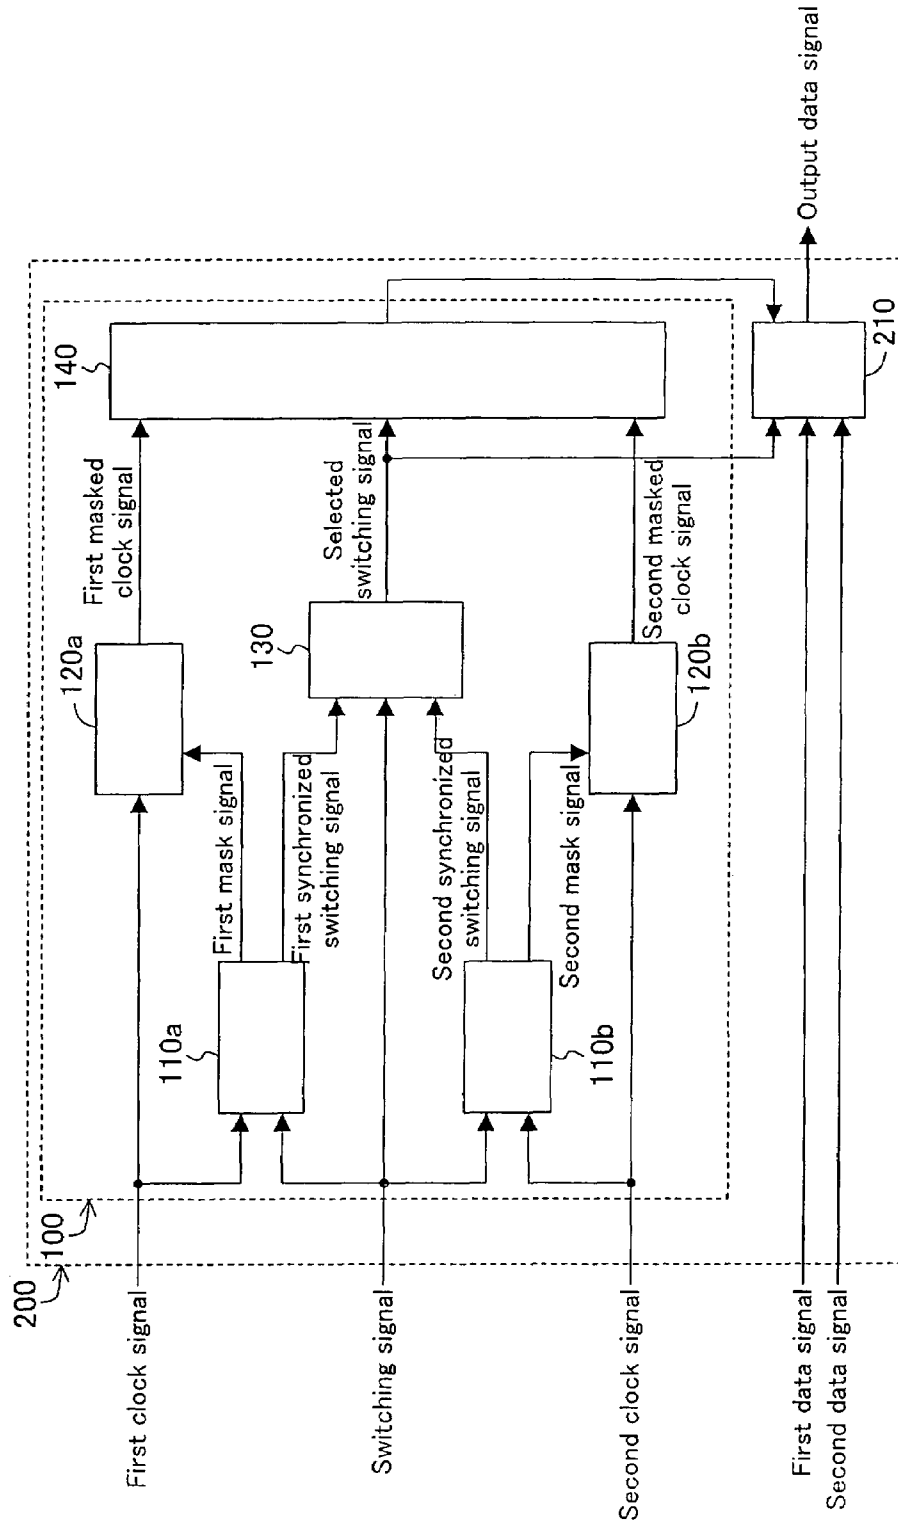 200
100
First clock signal
Switching signal
Second clock signal
First data signal
Second data signal
110a
110b
First mask signal
First synchronized
switching signal
Second synchronized
switching signal
Second mask signal
120a
130
120b
First masked
clock signal
Selected
switching signal
Second masked
clock signal
140
210
Output data signal